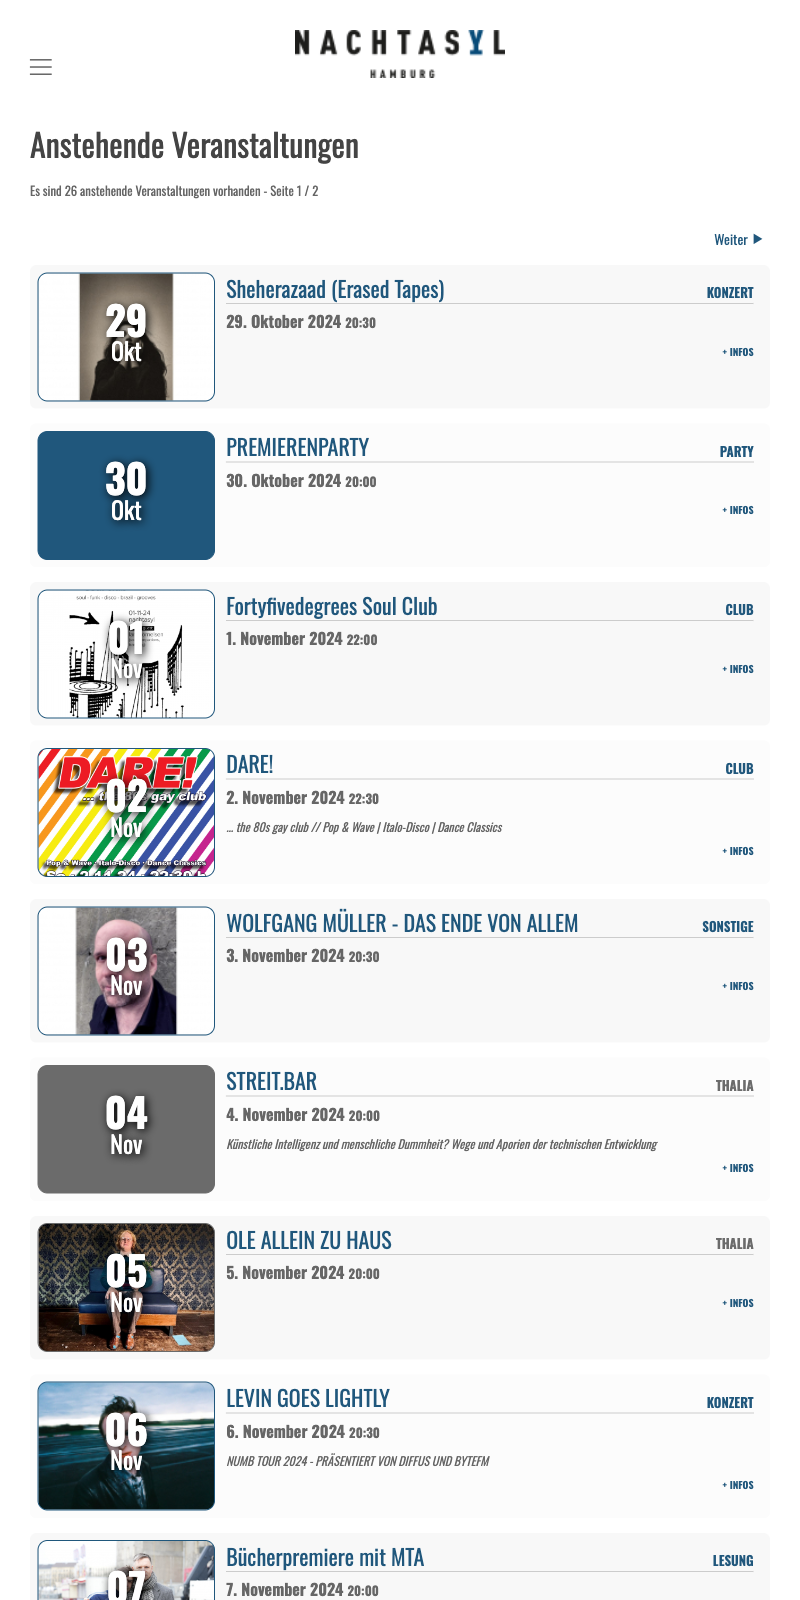 NACHTASYL
HAMBURG
Anstehende Veranstaltungen
Es sind 26 anstehende Veranstaltungen vorhanden - Seite 1 / 2
Weiter ▶
29
Okt
Sheherazaad (Erased Tapes)
KONZERT
29. Oktober 2024 20:30
+ INFOS
30
Okt
PREMIERENPARTY
PARTY
30. Oktober 2024 20:00
+ INFOS
soul - funk - disco - brazil - grooves
01-11-24
01
Nov
Fortyfivedegrees Soul Club
CLUB
1. November 2024 22:00
+ INFOS
DARE!
... the 80s gay club
02
Nov
Pop & Wave · Italo-Disco · Dance Classics
DARE!
CLUB
2. November 2024 22:30
... the 80s gay club // Pop & Wave | Italo-Disco | Dance Classics
+ INFOS
03
Nov
WOLFGANG MÜLLER - DAS ENDE VON ALLEM
SONSTIGE
3. November 2024 20:30
+ INFOS
04
Nov
STREIT.BAR
THALIA
4. November 2024 20:00
Künstliche Intelligenz und menschliche Dummheit? Wege und Aporien der technischen Entwicklung
+ INFOS
05
Nov
OLE ALLEIN ZU HAUS
THALIA
5. November 2024 20:00
+ INFOS
06
Nov
LEVIN GOES LIGHTLY
KONZERT
6. November 2024 20:30
NUMB TOUR 2024 - PRÄSENTIERT VON DIFFUS UND BYTEFM
+ INFOS
07
Bücherpremiere mit MTA
LESUNG
7. November 2024 20:00